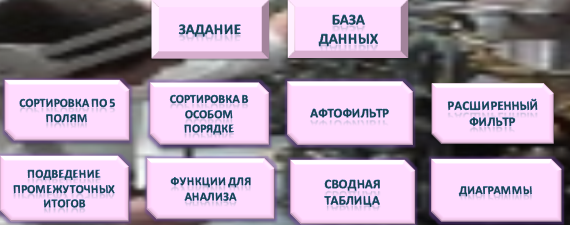 ЗАДАНИЕ
БАЗА
ДАННЫХ
СОРТИРОВКА ПО 5
ПОЛЯМ
СОРТИРОВКА В
ОСОБОМ
ПОРЯДКЕ
АФТОФИЛЬТР
РАСШИРЕННЫЙ
ФИЛЬТР
ПОДВЕДЕНИЕ
ПРОМЕЖУТОЧНЫХ
ИТОГОВ
ФУНКЦИИ ДЛЯ
АНАЛИЗА
СВОДНАЯ
ТАБЛИЦА
ДИАГРАММЫ